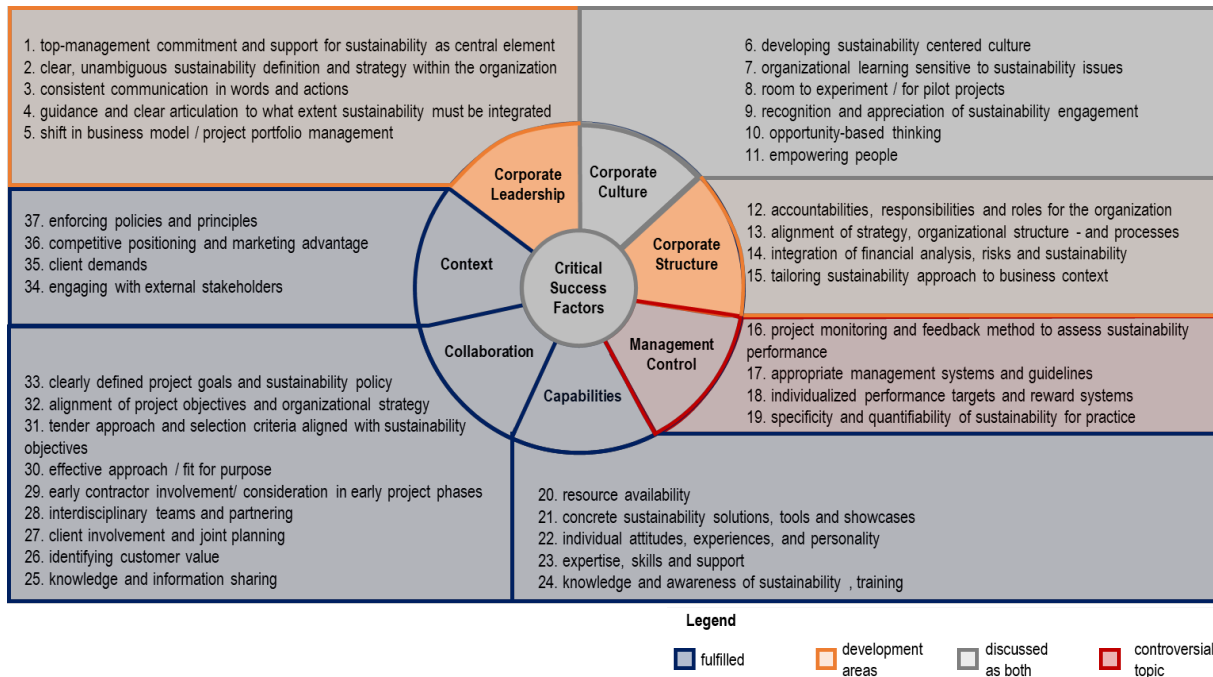 1. top-management commitment and support for sustainability as central element
2. clear, unambiguous sustainability definition and strategy within the organization
3. consistent communication in words and actions
4. guidance and clear articulation to what extent sustainability must be integrated
5. shift in business model / project portfolio management
6. developing sustainability centered culture
7. organizational learning sensitive to sustainability issues
8. room to experiment / for pilot projects
9. recognition and appreciation of sustainability engagement
10. opportunity-based thinking
11. empowering people
Corporate
Leadership
Corporate
Culture
37. enforcing policies and principles
36. competitive positioning and marketing advantage
35. client demands
34. engaging with external stakeholders
Context
Critical
Success
Factors
Corporate
Structure
12. accountabilities, responsibilities and roles for the organization
13. alignment of strategy, organizational structure - and processes
14. integration of financial analysis, risks and sustainability
15. tailoring sustainability approach to business context
Collaboration
Capabilities
Management
Control
16. project monitoring and feedback method to assess sustainability
performance
17. appropriate management systems and guidelines
18. individualized performance targets and reward systems
19. specificity and quantifiability of sustainability for practice
33. clearly defined project goals and sustainability policy
32. alignment of project objectives and organizational strategy
31. tender approach and selection criteria aligned with sustainability
objectives
30. effective approach / fit for purpose
29. early contractor involvement/ consideration in early project phases
28. interdisciplinary teams and partnering
27. client involvement and joint planning
26. identifying customer value
25. knowledge and information sharing
20. resource availability
21. concrete sustainability solutions, tools and showcases
22. individual attitudes, experiences, and personality
23. expertise, skills and support
24. knowledge and awareness of sustainability , training
Legend
fulfilled
development
areas
discussed
as both
controversial
topic